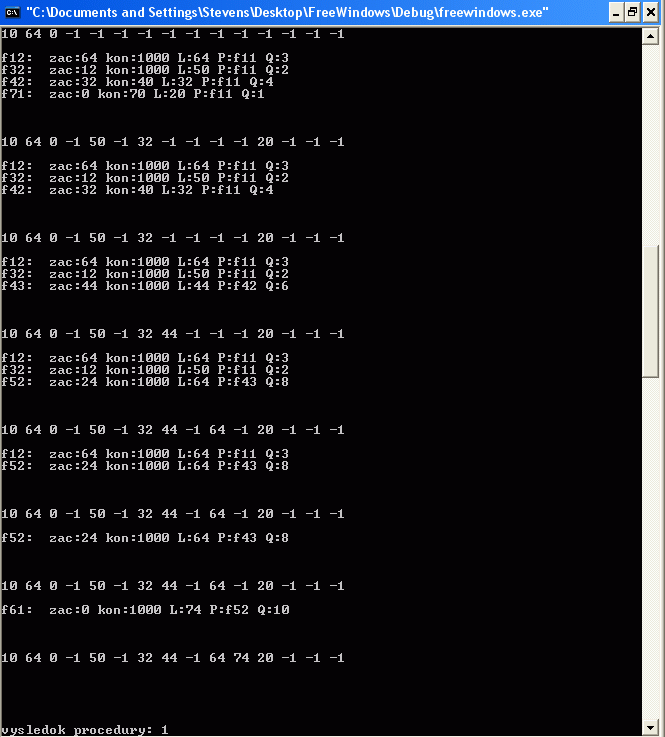 "C:\Documents and Settings\Stevens\Desktop\FreeWindows\Debug\freewindows.exe"
10 64 0 -1 -1 -1 -1 -1 -1 -1 -1 -1 -1 -1
f12:  zac:64 kon:1000 L:64 P:f11 Q:3
f32:  zac:12 kon:1000 L:50 P:f11 Q:2
f42:  zac:32 kon:40 L:32 P:f11 Q:4
f71:  zac:0 kon:70 L:20 P:f11 Q:1
10 64 0 -1 50 -1 32 -1 -1 -1 -1 20 -1 -1 -1
f12:  zac:64 kon:1000 L:64 P:f11 Q:3
f32:  zac:12 kon:1000 L:50 P:f11 Q:2
f42:  zac:32 kon:40 L:32 P:f11 Q:4
10 64 0 -1 50 -1 32 -1 -1 -1 -1 20 -1 -1 -1
f12:  zac:64 kon:1000 L:64 P:f11 Q:3
f32:  zac:12 kon:1000 L:50 P:f11 Q:2
f43:  zac:44 kon:1000 L:44 P:f42 Q:6
10 64 0 -1 50 -1 32 44 -1 -1 -1 20 -1 -1 -1
f12:  zac:64 kon:1000 L:64 P:f11 Q:3
f32:  zac:12 kon:1000 L:50 P:f11 Q:2
f52:  zac:24 kon:1000 L:64 P:f43 Q:8
10 64 0 -1 50 -1 32 44 -1 64 -1 20 -1 -1 -1
f12:  zac:64 kon:1000 L:64 P:f11 Q:3
f52:  zac:24 kon:1000 L:64 P:f43 Q:8
10 64 0 -1 50 -1 32 44 -1 64 -1 20 -1 -1 -1
f52:  zac:24 kon:1000 L:64 P:f43 Q:8
10 64 0 -1 50 -1 32 44 -1 64 -1 20 -1 -1 -1
f61:  zac:0 kon:1000 L:74 P:f52 Q:10
10 64 0 -1 50 -1 32 44 -1 64 74 20 -1 -1 -1
vysledok procedury: 1